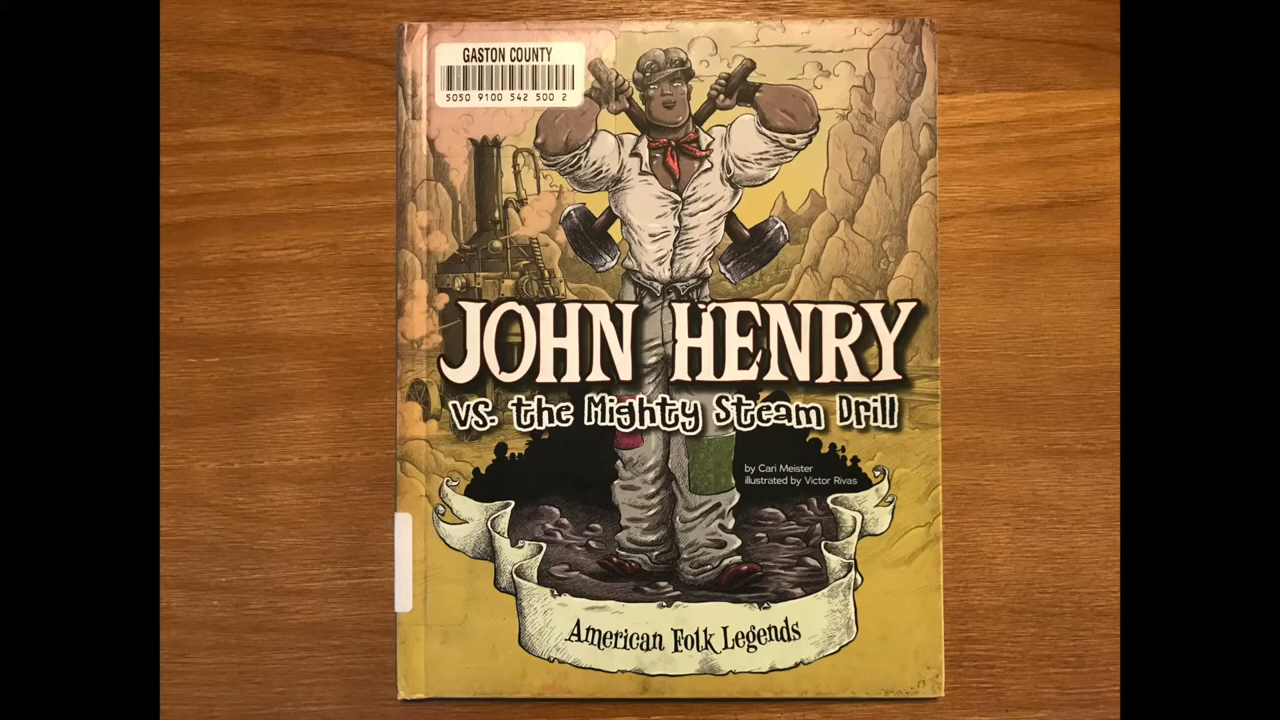 GASTON COUNTY
5050 9100 542 500 2
JOHN HENRY
vs. the Mighty Steam Drill
by Cari Meister
illustrated by Victor Rivas
American Folk Legends